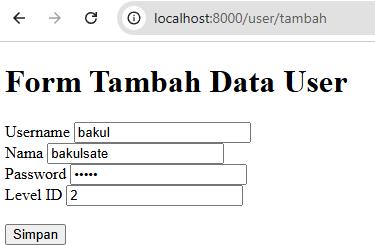 localhost:8000/user/tambah
Form Tambah Data User
Username bakul
Nama bakulsate
Password •••••
Level ID 2
Simpan